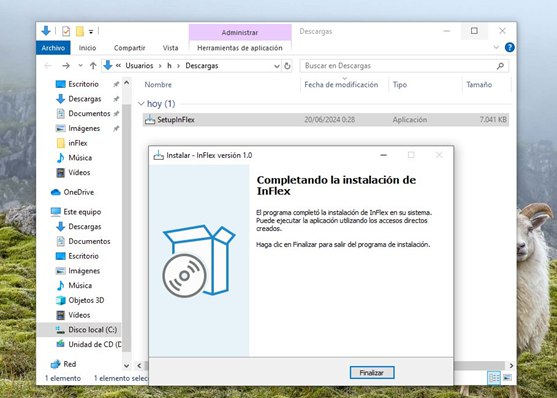 Administrar
Descargas
Archivo
Inicio
Compartir
Vista
Herramientas de aplicación
« Usuarios › h › Descargas
Buscar en Descargas
Nombre
Fecha de modificación
Tipo
Tamaño
hoy (1)
SetupInFlex
20/06/2024 0:28
Aplicación
7.041 KB
Escritorio
Descargas
Documentos
Imágenes
inFlex
Música
Vídeos
OneDrive
Este equipo
Descargas
Documentos
Escritorio
Imágenes
Música
Objetos 3D
Vídeos
Disco local (C:)
Unidad de CD (D
Red
Instalar - InFlex versión 1.0
Completando la instalación de
InFlex
El programa completó la instalación de InFlex en su sistema.
Puede ejecutar la aplicación utilizando los accesos directos
creados.
Haga clic en Finalizar para salir del programa de instalación.
Finalizar
1 elemento
1 elemento selec